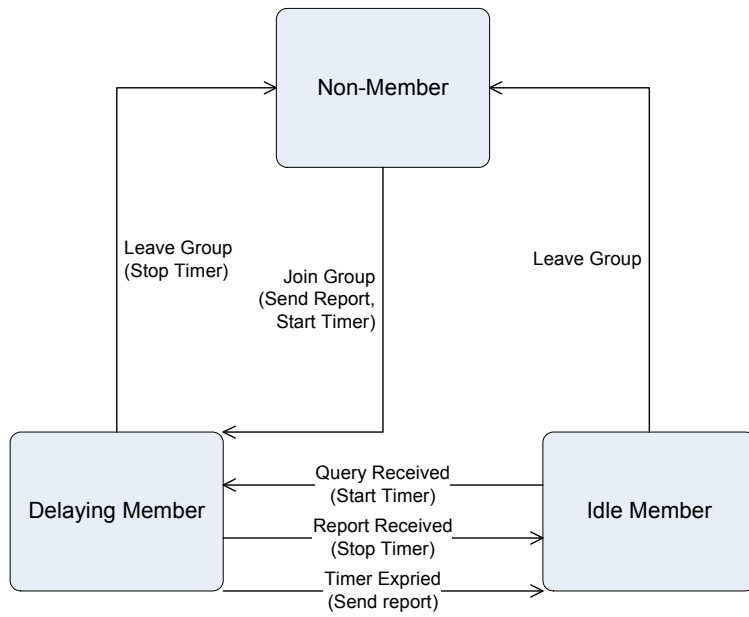 Non-Member
Leave Group
(Stop Timer)
Join Group
(Send Report,
Start Timer)
Leave Group
Delaying Member
Query Received
(Start Timer)
Report Received
(Stop Timer)
Timer Expried
(Send report)
Idle Member